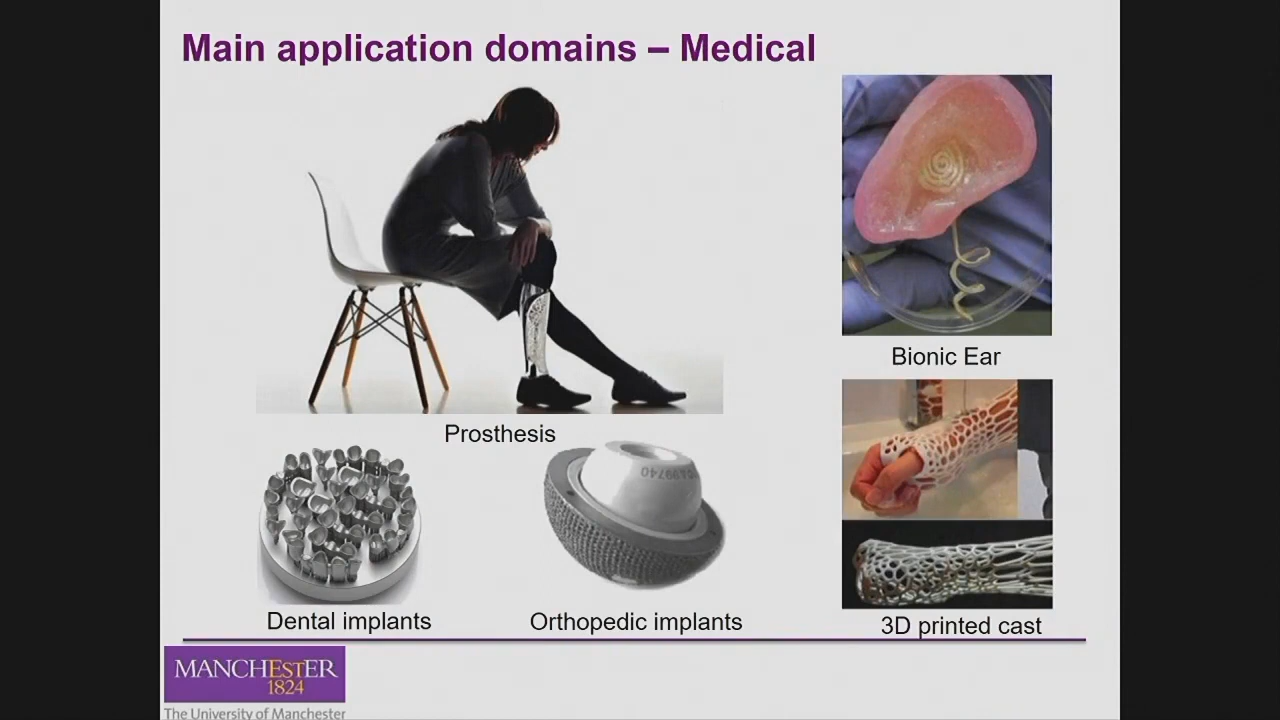 Main application domains – Medical
Bionic Ear
Prosthesis
Dental implants
Orthopedic implants
3D printed cast
MANCHESTER
1824
The University of Manchester